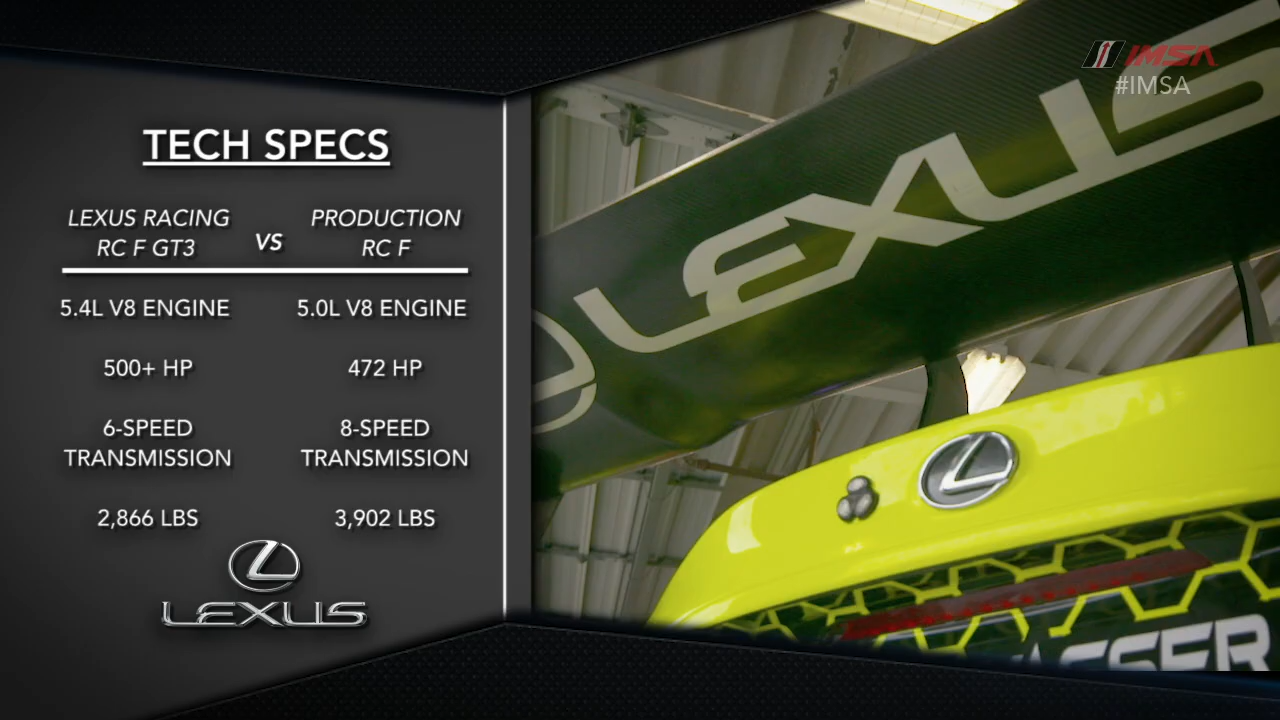 TECH SPECS
LEXUS RACING
RC F GT3
VS
PRODUCTION
RC F
5.4L V8 ENGINE
5.0L V8 ENGINE
500+ HP
472 HP
6-SPEED
TRANSMISSION
8-SPEED
TRANSMISSION
2,866 LBS
3,902 LBS
LEXUS
IMSA
#IMSA
LEXUS